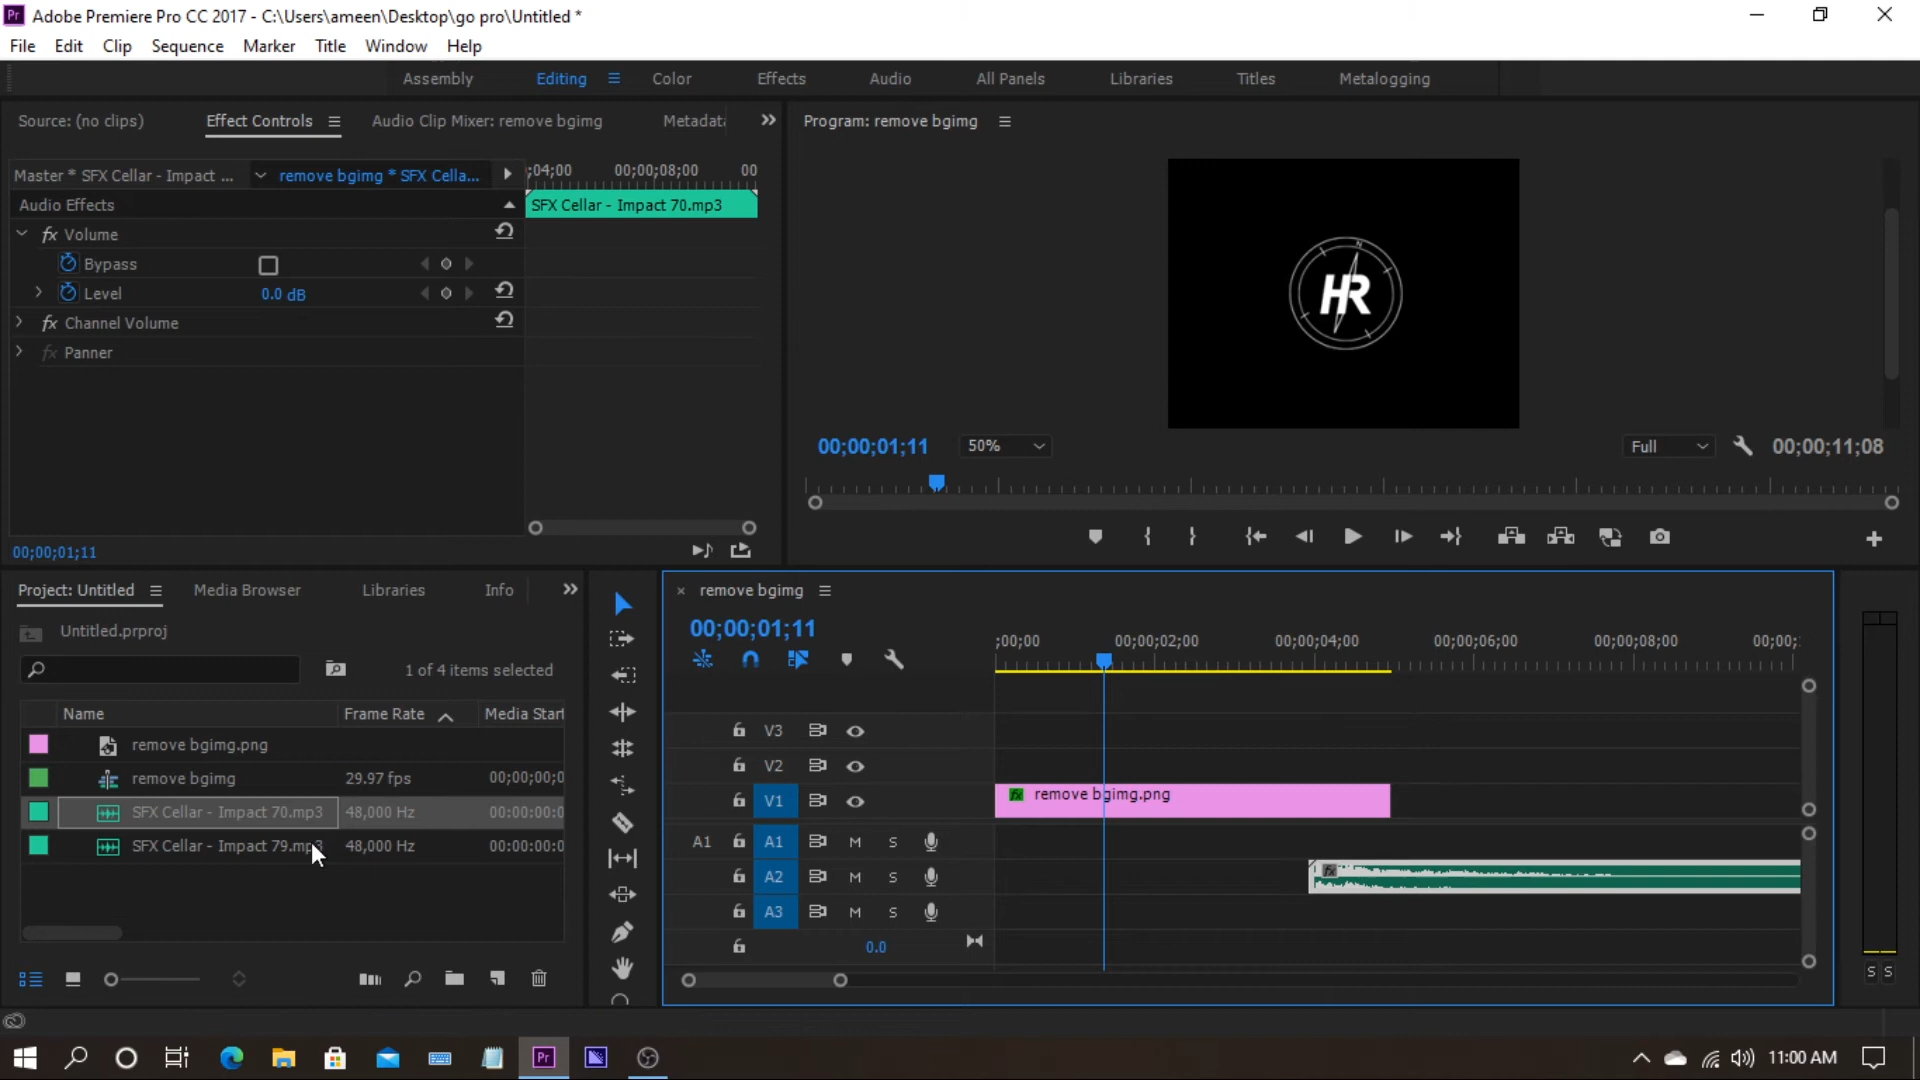 Pr Adobe Premiere Pro CC 2017 - C:\Users\ameen\Desktop\go pro\Untitled *
File Edit Clip Sequence Marker Title Window Help
Assembly Editing Color Effects Audio All Panels Libraries Titles Metalogging
Source: (no clips) Effect Controls Audio Clip Mixer: remove bgimg Metadata
Program: remove bgimg
Master * SFX Cellar - Impact ... remove bgimg * SFX Cella...
;04;00 00;00;08;00 00
Audio Effects
SFX Cellar - Impact 70.mp3
fx Volume
Bypass
Level 0.0 dB
fx Channel Volume
fx Panner
N
HR
00;00;01;11 50% Full 00;00;11;08
00;00;01;11
Project: Untitled Media Browser Libraries Info
Untitled.prproj
1 of 4 items selected
Name Frame Rate Media Start
remove bgimg.png
remove bgimg 29.97 fps 00;00;00;0
SFX Cellar - Impact 70.mp3 48,000 Hz 00:00:00:0
SFX Cellar - Impact 79.mp3 48,000 Hz 00:00:00:0
remove bgimg
00;00;01;11
;00;00 00;00;02;00 00;00;04;00 00;00;06;00 00;00;08;00 00;00;
V3
V2
V1 fx remove bgimg.png
A1 A1 M S
A2 M S fx
A3 M S
0.0
S S
Pr 11:00 AM